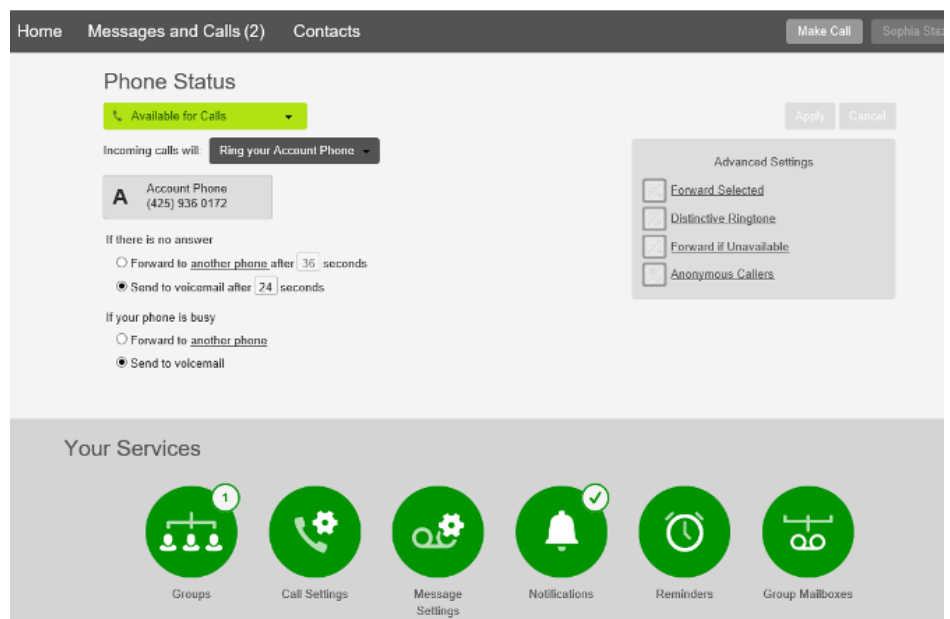 Home Messages and Calls (2) Contacts Make Call Sophia
Phone Status
Available for Calls
Apply Cancel
Incoming calls will: Ring your Account Phone
A Account Phone
(425) 936 0172
Advanced Settings
Forward Selected
Distinctive Ringtone
Forward if Unavailable
Anonymous Callers
If there is no answer
Forward to another phone after 36 seconds
Send to voicemail after 24 seconds
If your phone is busy
Forward to another phone
Send to voicemail
Your Services
1
Groups
Call Settings
Message
Settings
Notifications
Reminders
Group Mailboxes